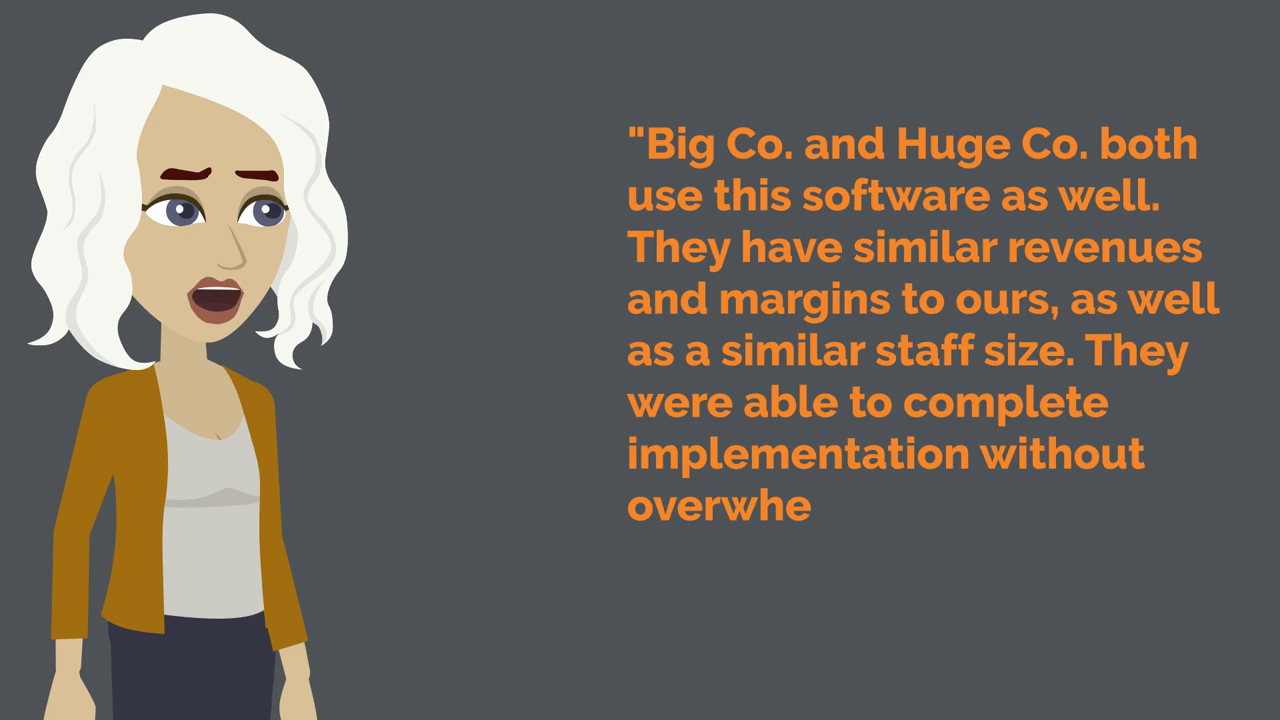 "Big Co. and Huge Co. both
use this software as well.
They have similar revenues
and margins to ours, as well
as a similar staff size. They
were able to complete
implementation without
overwhe